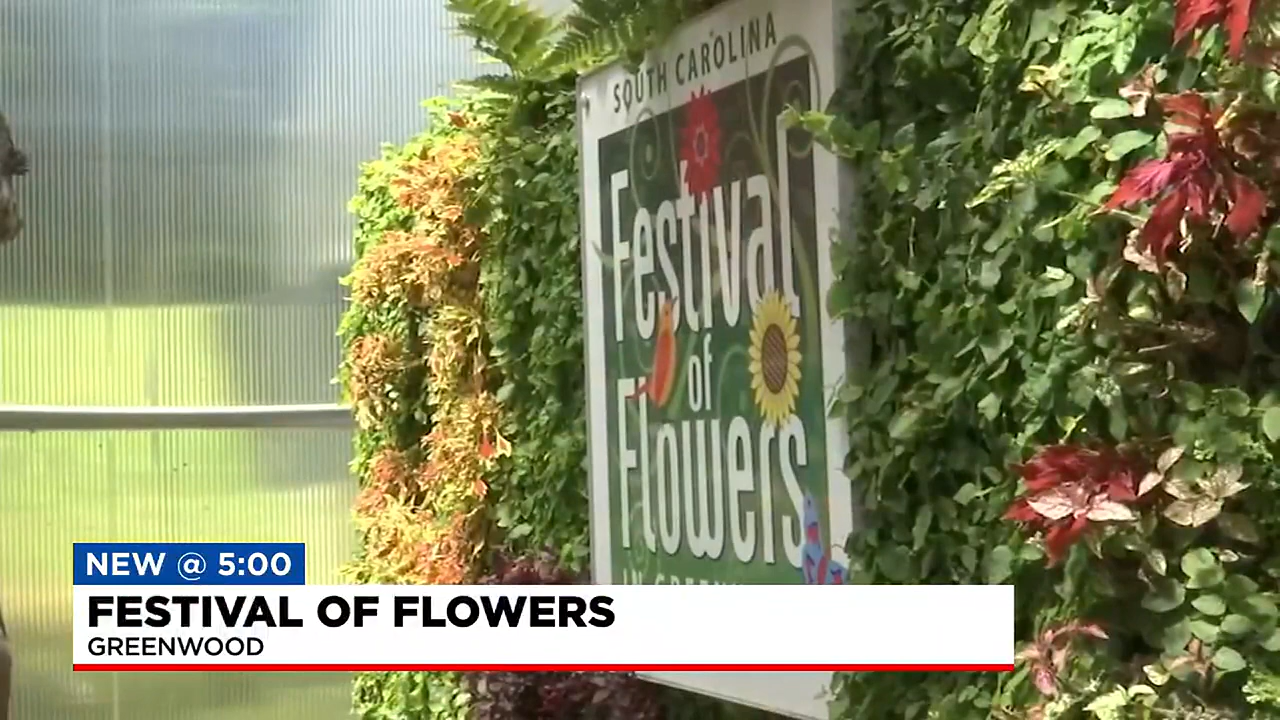 SOUTH CAROLINA
Festival
of
Flowers
NEW @ 5:00
FESTIVAL OF FLOWERS
GREENWOOD